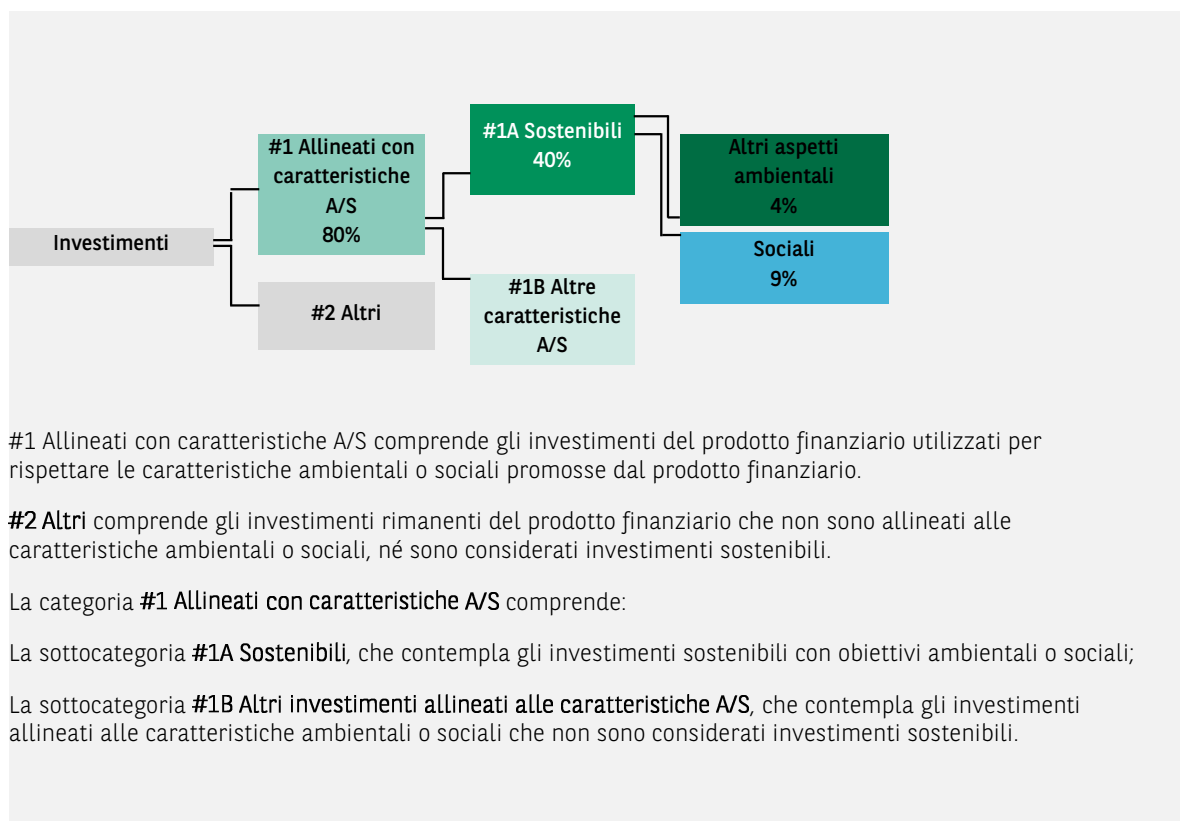 #1A Sostenibili
40%
#1 Allineati con
caratteristiche
A/S
80%
Altri aspetti
ambientali
4%
Investimenti
Sociali
9%
#2 Altri
#1B Altre
caratteristiche
A/S
#1 Allineati con caratteristiche A/S comprende gli investimenti del prodotto finanziario utilizzati per
rispettare le caratteristiche ambientali o sociali promosse dal prodotto finanziario.
#2 Altri comprende gli investimenti rimanenti del prodotto finanziario che non sono allineati alle
caratteristiche ambientali o sociali, né sono considerati investimenti sostenibili.
La categoria #1 Allineati con caratteristiche A/S comprende:
La sottocategoria #1A Sostenibili, che contempla gli investimenti sostenibili con obiettivi ambientali o sociali;
La sottocategoria #1B Altri investimenti allineati alle caratteristiche A/S, che contempla gli investimenti
allineati alle caratteristiche ambientali o sociali che non sono considerati investimenti sostenibili.